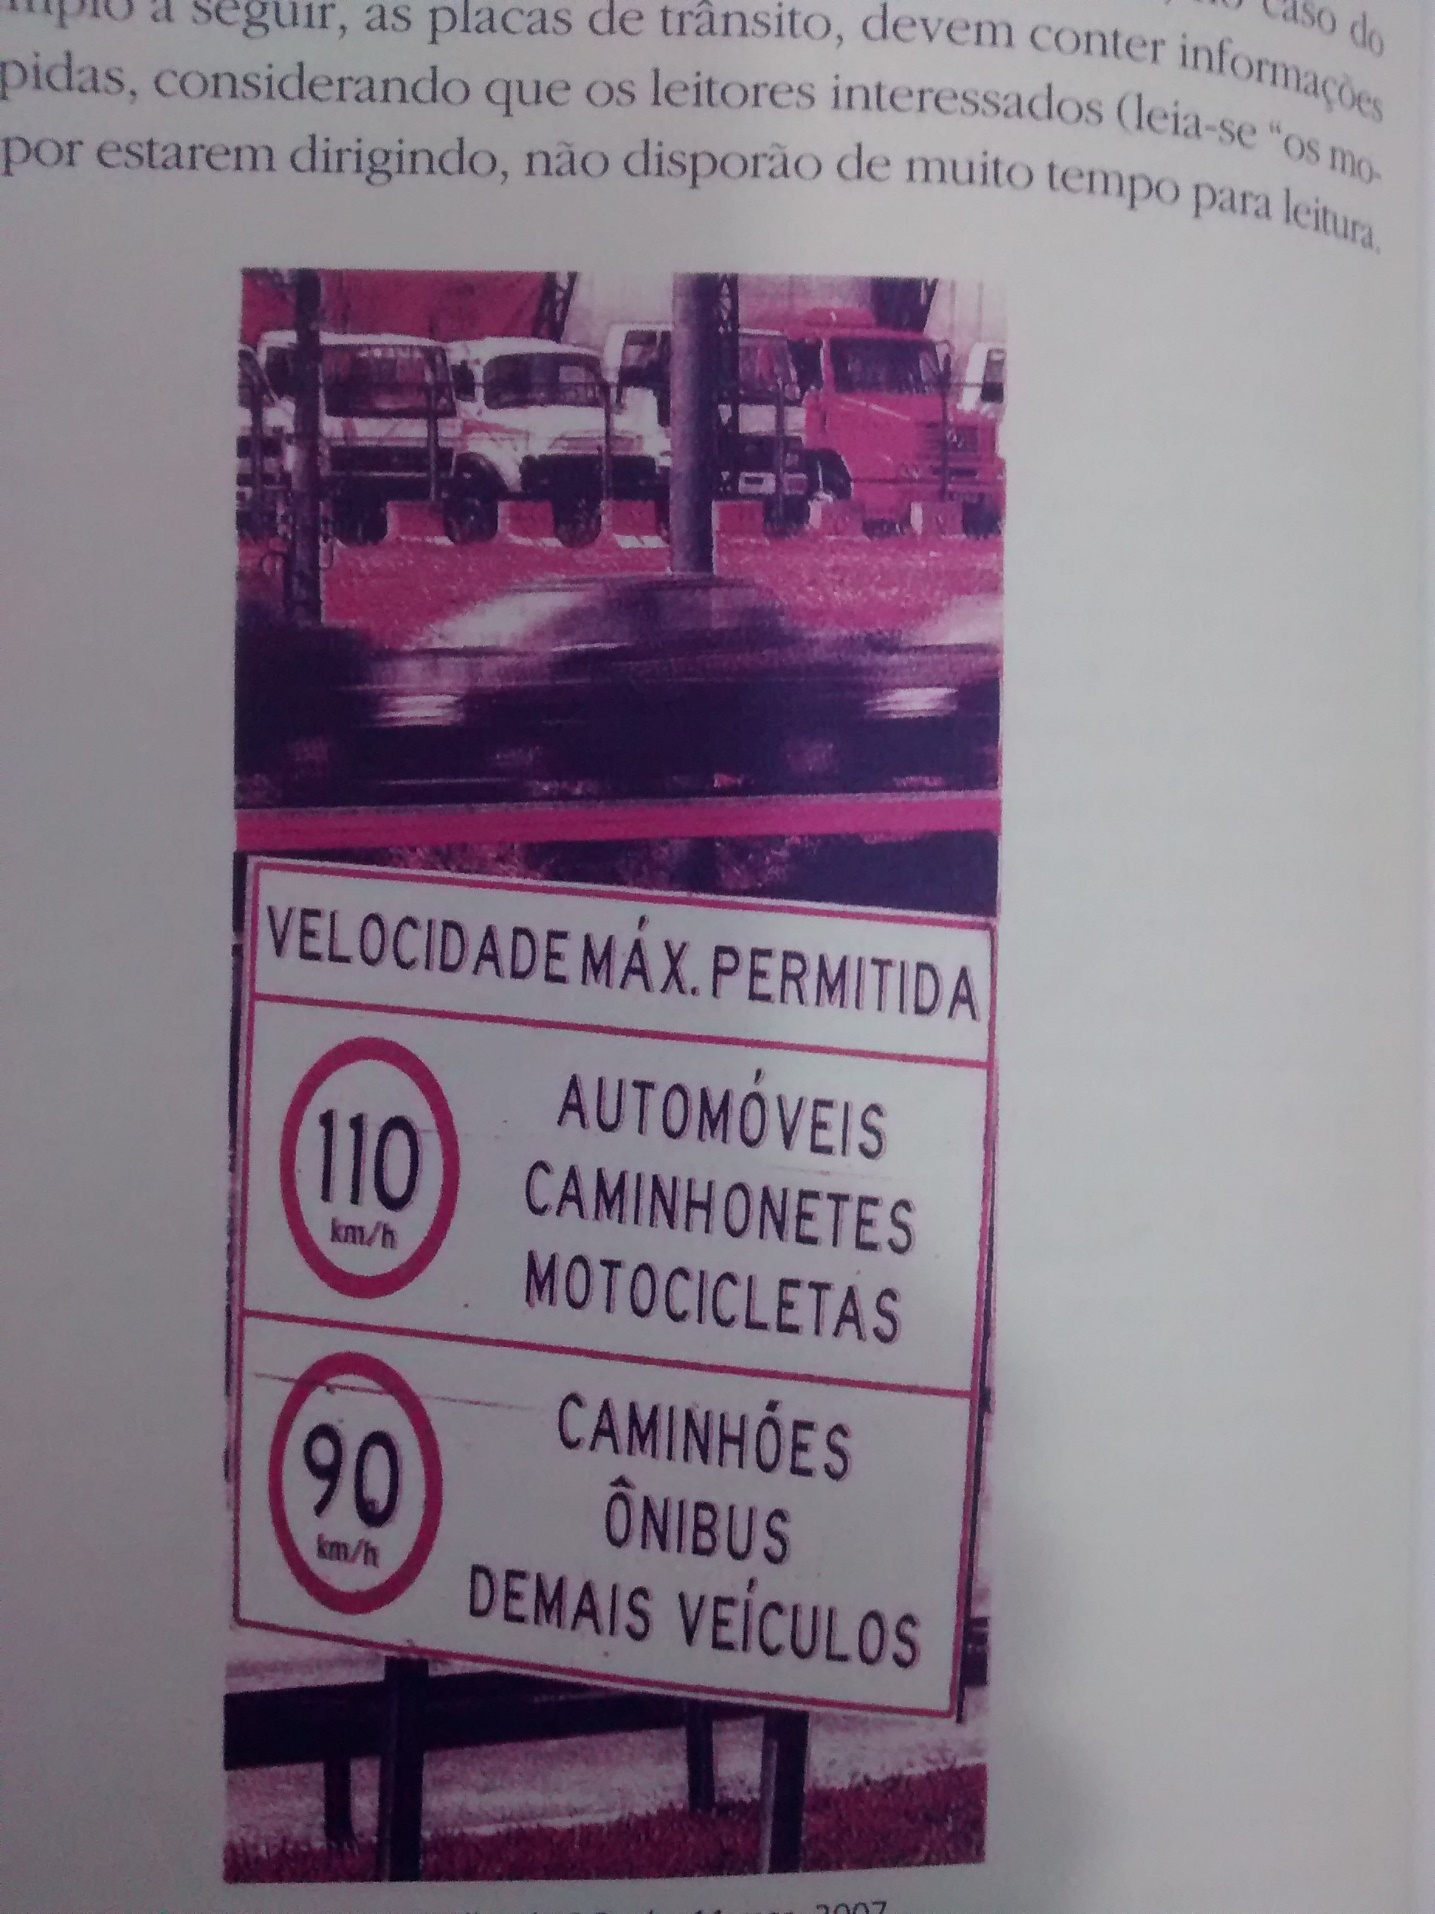 caso do
a seguir, as placas de trânsito, devem conter informações
pidas, considerando que os leitores interessados (leia-se “os mo-
por estarem dirigindo, não disporão de muito tempo para leitura.
VELOCIDADE MÁX. PERMITIDA
110
km/h
AUTOMÓVEIS
CAMINHONETES
MOTOCICLETAS
90
km/h
CAMINHÓES
ÔNIBUS
DEMAIS VEÍCULOS
2007